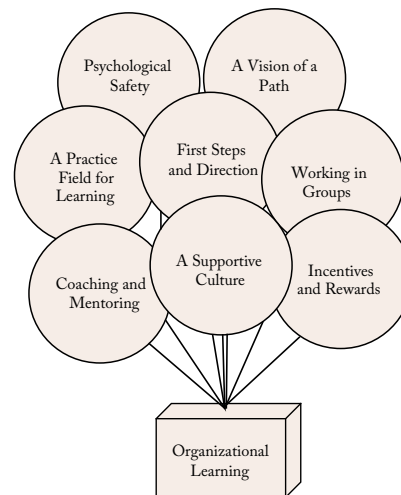 Psychological
Safety
A Vision of a
Path
A Practice
Field for
Learning
First Steps
and Direction
Working in
Groups
Coaching and
Mentoring
A Supportive
Culture
Incentives
and Rewards
Organizational
Learning